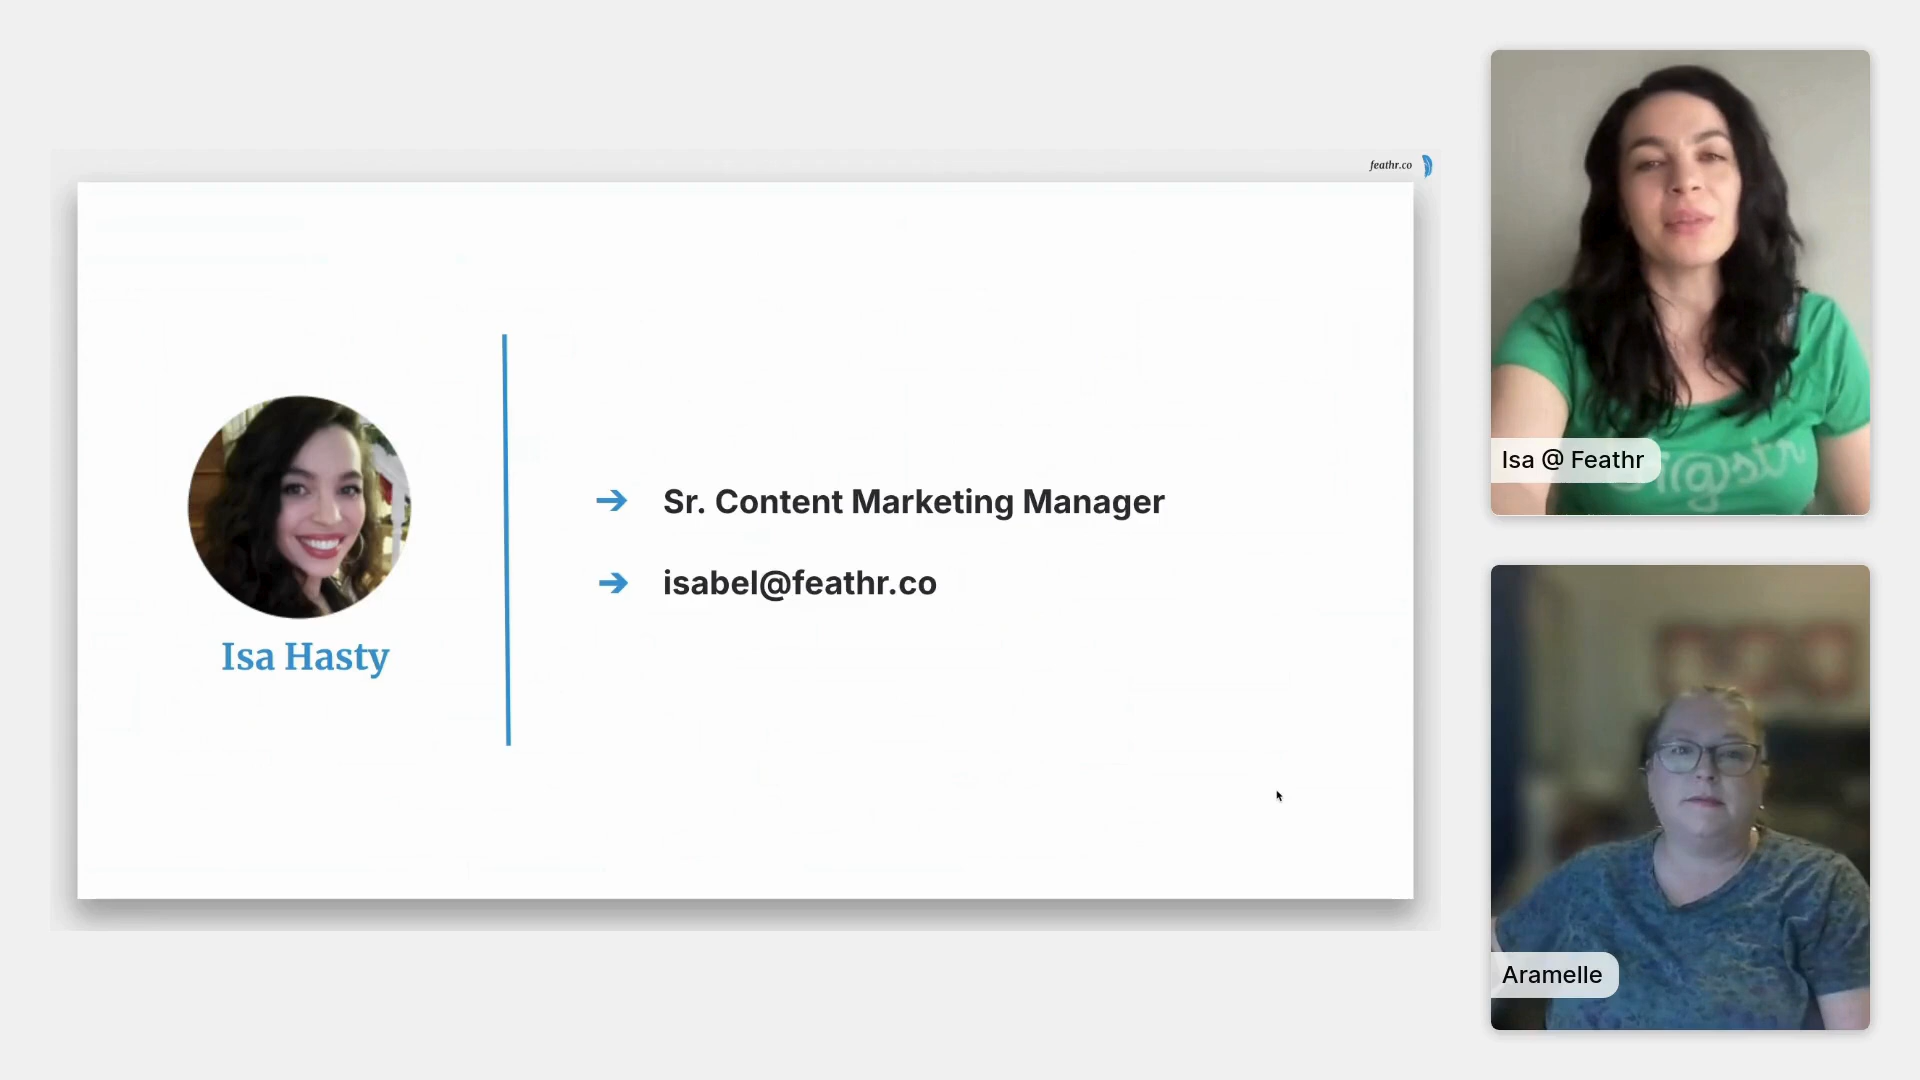 feathr.co
Isa Hasty
Sr. Content Marketing Manager
isabel@feathr.co
Isa @ Feathr
Aramelle